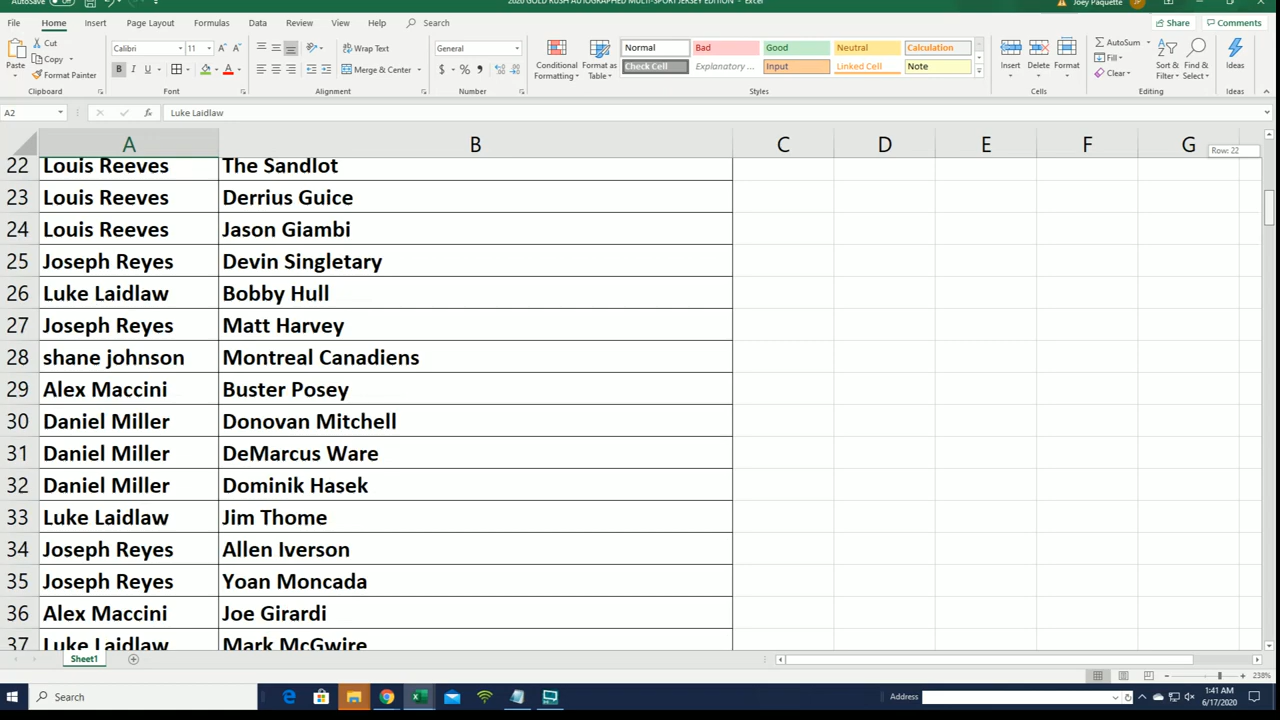 AutoSave Off 2020 GOLD RUSH AUTOGRAPHED MULTI-SPORT JERSEY EDITION - Excel Joey Paquette JP
File Home Insert Page Layout Formulas Data Review View Help Search Share Comments
Paste Cut Copy Format Painter Clipboard
Calibri 11 B I U A Font
Wrap Text Merge & Center Alignment
General $ % , Number
Conditional Formatting Format as Table
Normal Bad Good Neutral Calculation
Check Cell Explanatory ... Input Linked Cell Note
Styles
Insert Delete Format Cells
AutoSum Fill Clear Sort & Filter Find & Select Editing
Ideas Ideas
A2 fx Luke Laidlaw
A B C D E F G
Row: 22
22 Louis Reeves The Sandlot
23 Louis Reeves Derrius Guice
24 Louis Reeves Jason Giambi
25 Joseph Reyes Devin Singletary
26 Luke Laidlaw Bobby Hull
27 Joseph Reyes Matt Harvey
28 shane johnson Montreal Canadiens
29 Alex Maccini Buster Posey
30 Daniel Miller Donovan Mitchell
31 Daniel Miller DeMarcus Ware
32 Daniel Miller Dominik Hasek
33 Luke Laidlaw Jim Thome
34 Joseph Reyes Allen Iverson
35 Joseph Reyes Yoan Moncada
36 Alex Maccini Joe Girardi
37 Luke Laidlaw Mark McGwire
Sheet1
238%
Search Address 1:41 AM
6/17/2020